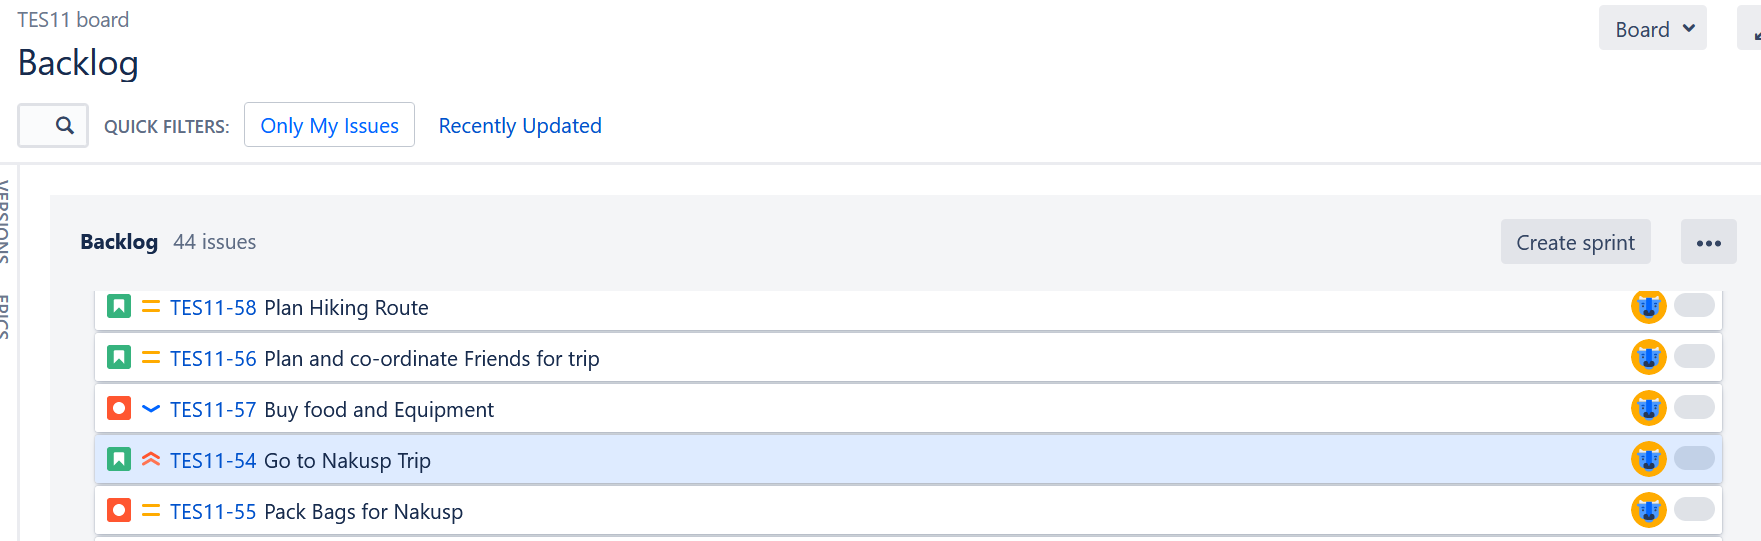 TES11 board
Backlog
Board
QUICK FILTERS: Only My Issues Recently Updated
VERSIONS
EPICS
Backlog 44 issues
Create sprint
TES11-58 Plan Hiking Route
TES11-56 Plan and co-ordinate Friends for trip
TES11-57 Buy food and Equipment
TES11-54 Go to Nakusp Trip
TES11-55 Pack Bags for Nakusp